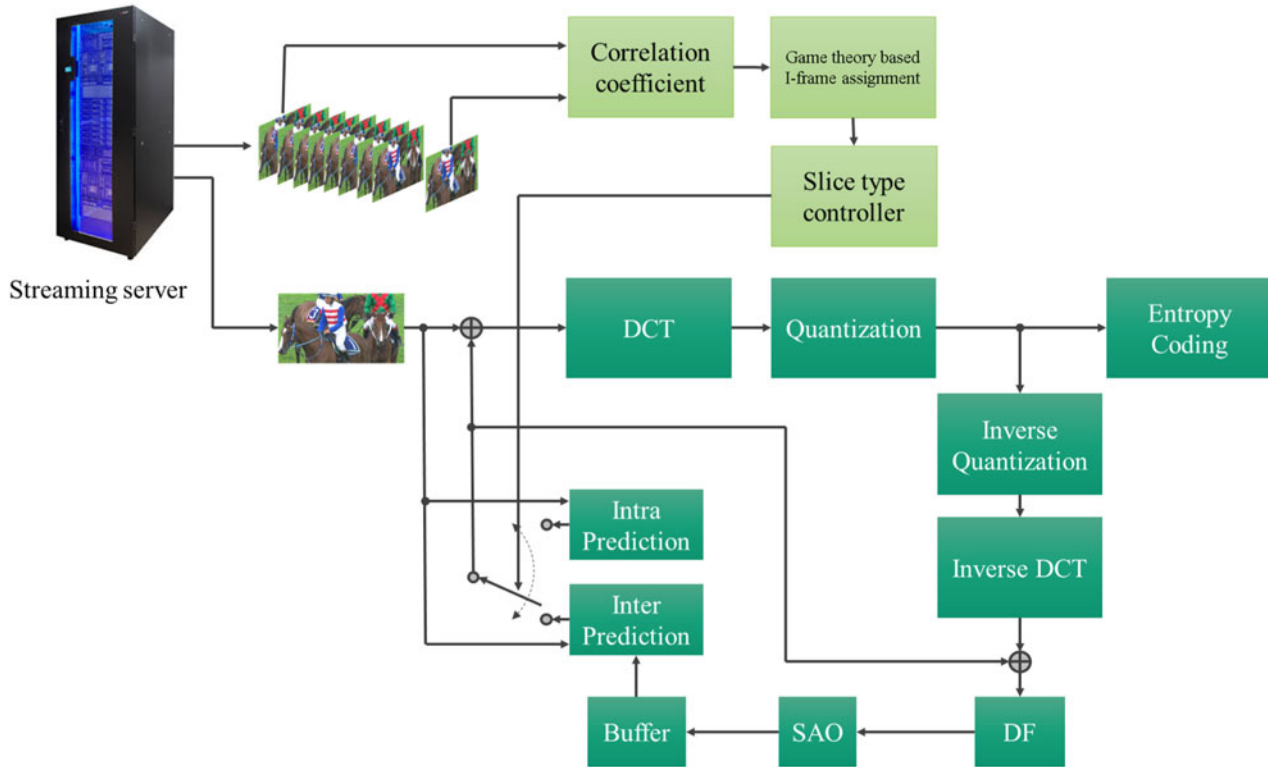 Correlation
coefficient
Game theory based
I-frame assignment
Slice type
controller
Streaming server
DCT
Quantization
Entropy
Coding
Inverse
Quantization
Intra
Prediction
Inverse DCT
Inter
Prediction
Buffer
SAO
DF